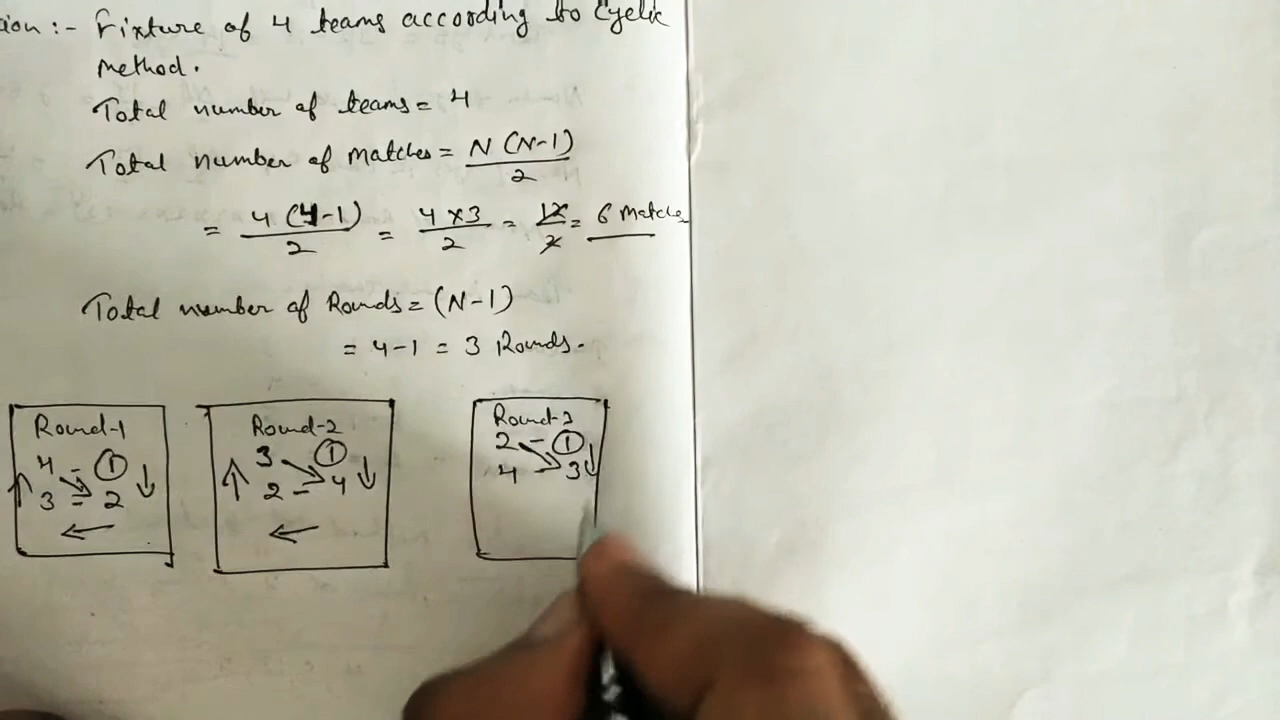 ion :- Fixture of 4 teams according to Cyclic
Method.
Total number of teams = 4
Total number of Matches = N (N-1) / 2
= 4 (4-1) / 2 = 4 x 3 / 2 = 12 / 2 = 6 Matche
Total number of Rounds = (N-1)
= 4-1 = 3 Rounds.
Round-1
4 - 1
3 - 2
Round-2
3 1
2 - 4
Round-3
2 - 1
4 - 3